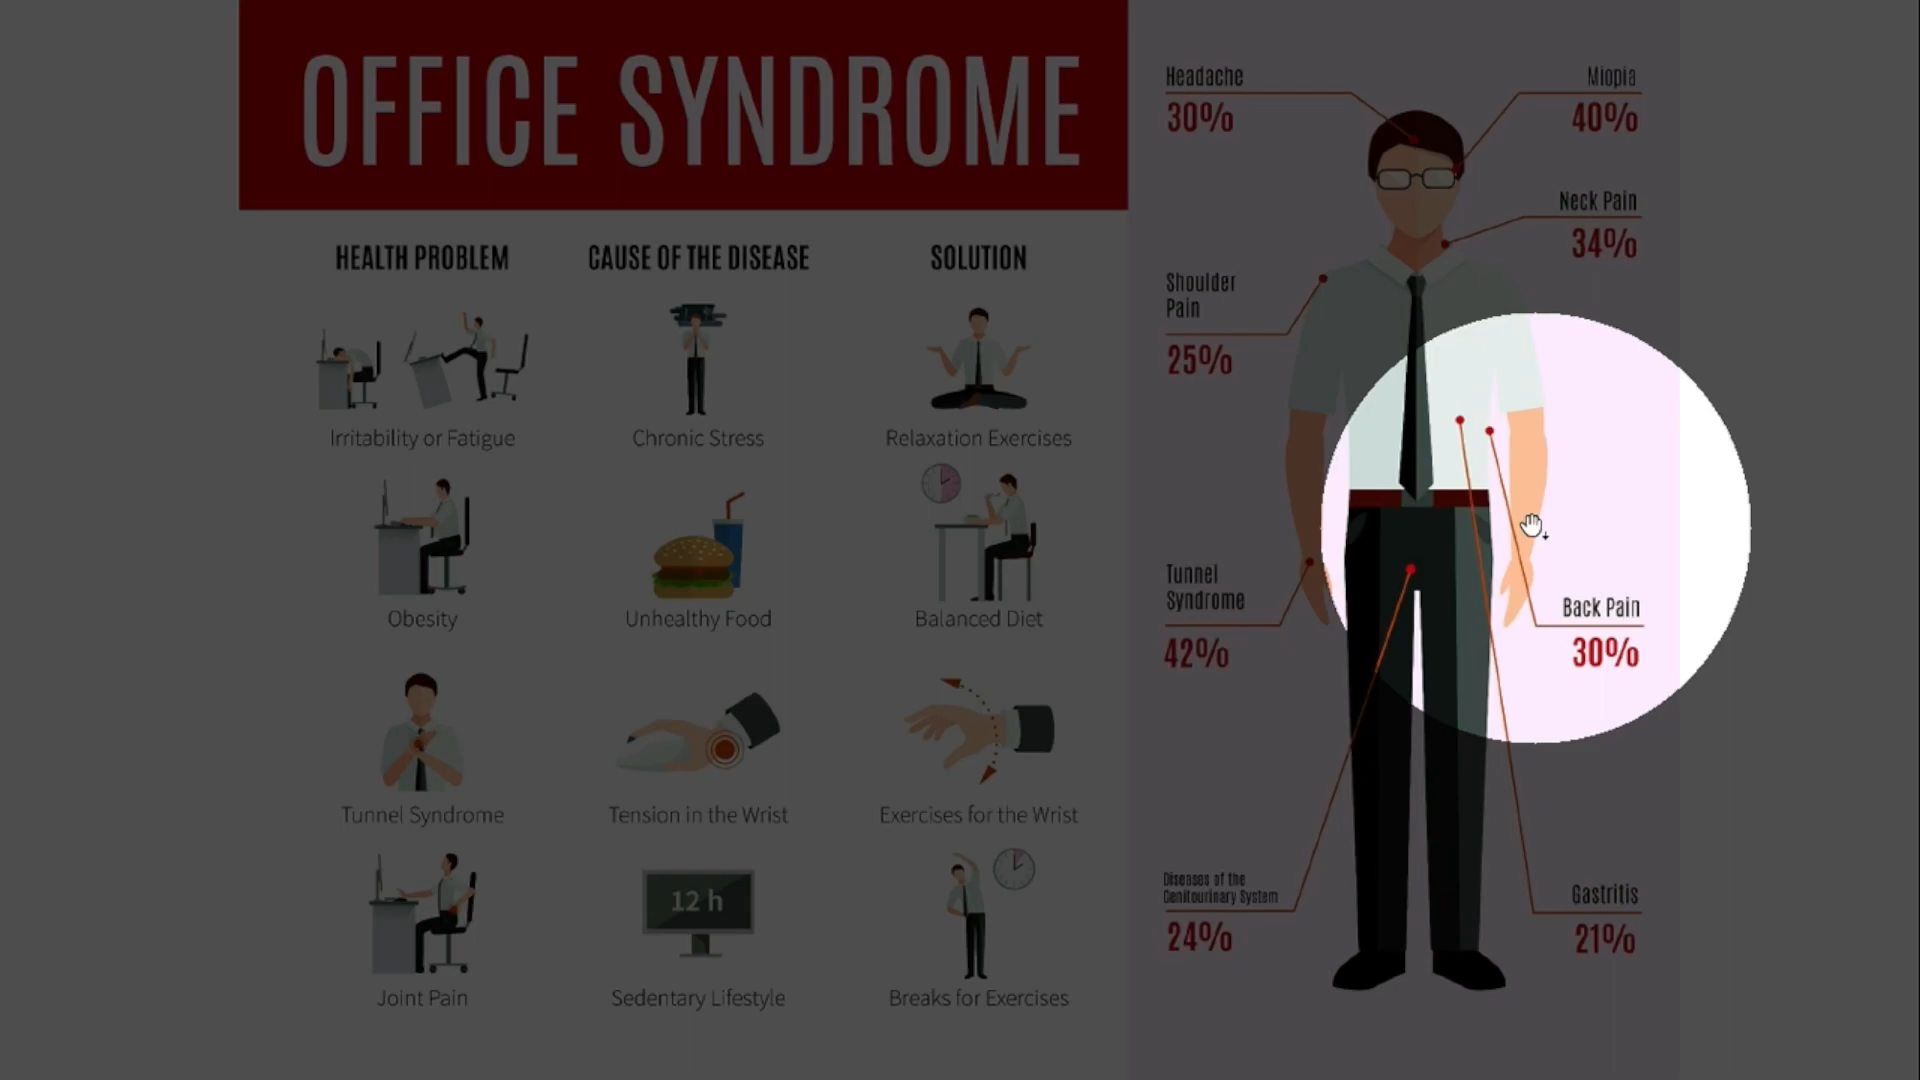 OFFICE SYNDROME
HEALTH PROBLEM
CAUSE OF THE DISEASE
SOLUTION
Irritability or Fatigue
Chronic Stress
Relaxation Exercises
Obesity
Unhealthy Food
Balanced Diet
Tunnel Syndrome
Tension in the Wrist
Exercises for the Wrist
12 h
Joint Pain
Sedentary Lifestyle
Breaks for Exercises
Headache
30%
Miopia
40%
Neck Pain
34%
Shoulder
Pain
25%
Tunnel
Syndrome
42%
Back Pain
30%
Diseases of the
Genitourinary System
24%
Gastritis
21%